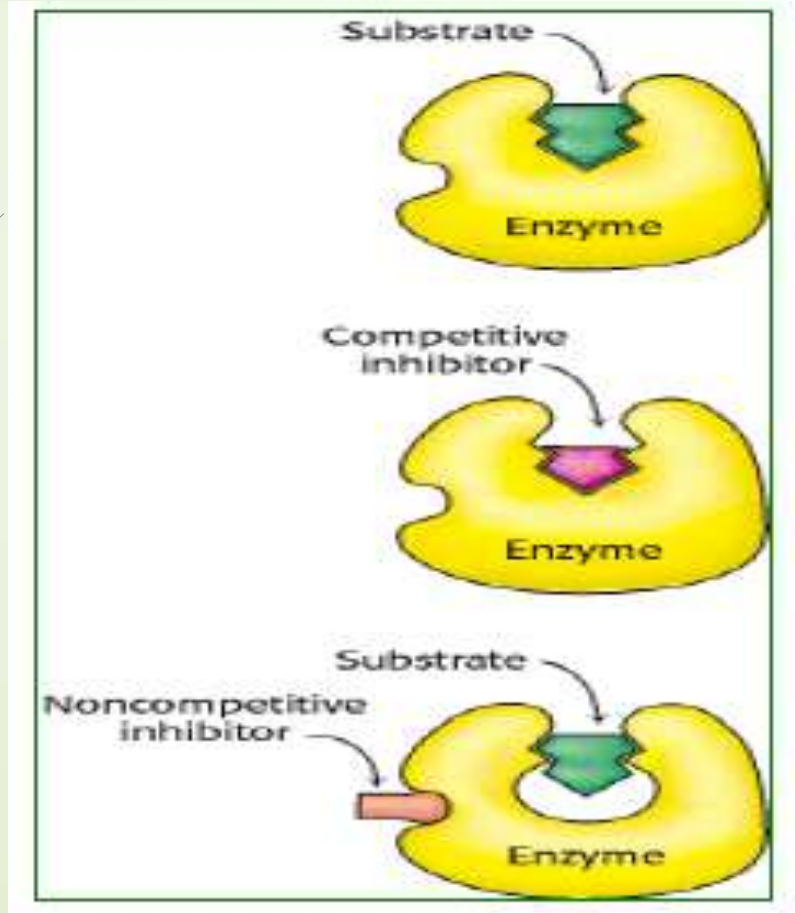 Substrate
Enzyme
Competitive
inhibitor
Enzyme
Substrate
Noncompetitive
inhibitor
Enzyme